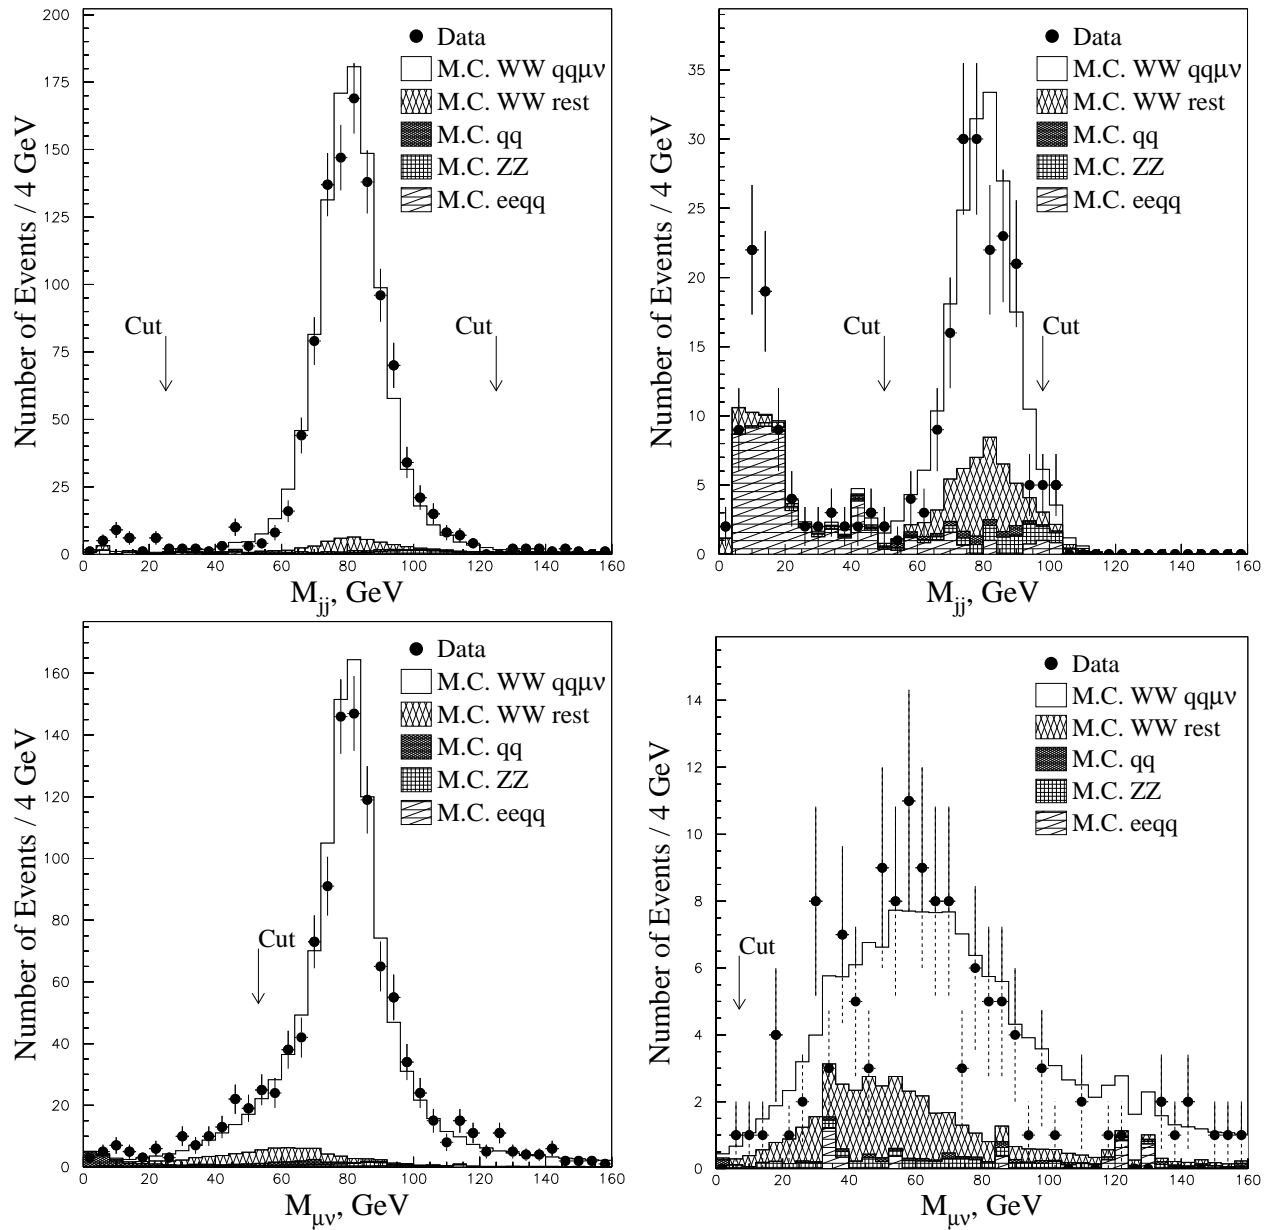 200
175
150
125
100
75
50
25
0
Number of Events / 4 GeV
Data
M.C. WW qqμν
M.C. WW rest
M.C. qq
M.C. ZZ
M.C. eeqq
Cut
Cut
0 20 40 60 80 100 120 140 160
M_jj, GeV
35
30
25
20
15
10
5
0
Number of Events / 4 GeV
Data
M.C. WW qqμν
M.C. WW rest
M.C. qq
M.C. ZZ
M.C. eeqq
Cut
Cut
0 20 40 60 80 100 120 140 160
M_jj, GeV
160
140
120
100
80
60
40
20
0
Number of Events / 4 GeV
Data
M.C. WW qqμν
M.C. WW rest
M.C. qq
M.C. ZZ
M.C. eeqq
Cut
0 20 40 60 80 100 120 140 160
M_μν, GeV
14
12
10
8
6
4
2
0
Number of Events / 4 GeV
Data
M.C. WW qqμν
M.C. WW rest
M.C. qq
M.C. ZZ
M.C. eeqq
Cut
0 20 40 60 80 100 120 140 160
M_μν, GeV